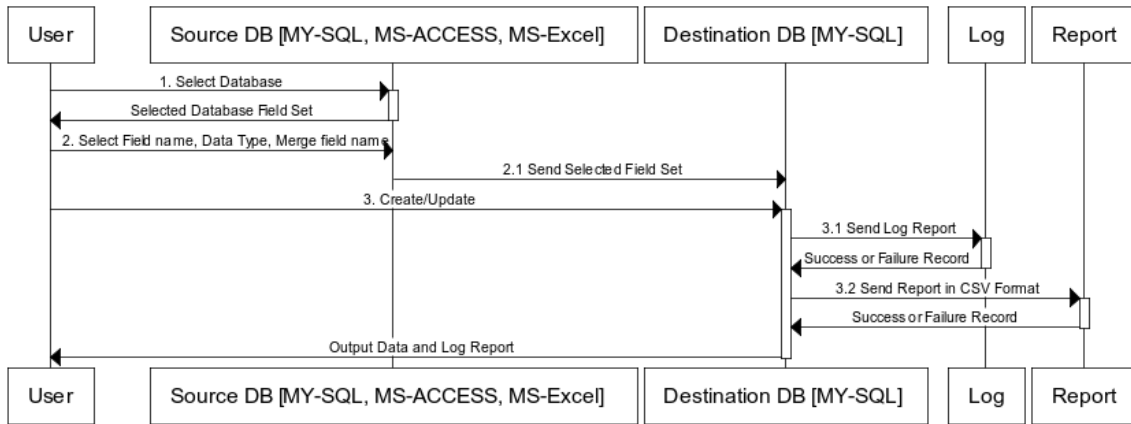 User
Source DB [MY-SQL, MS-ACCESS, MS-Excel]
Destination DB [MY-SQL]
Log
Report
1. Select Database
Selected Database Field Set
2. Select Field name, Data Type, Merge field name
2.1 Send Selected Field Set
3. Create/Update
3.1 Send Log Report
Success or Failure Record
3.2 Send Report in CSV Format
Success or Failure Record
Output Data and Log Report
User
Source DB [MY-SQL, MS-ACCESS, MS-Excel]
Destination DB [MY-SQL]
Log
Report